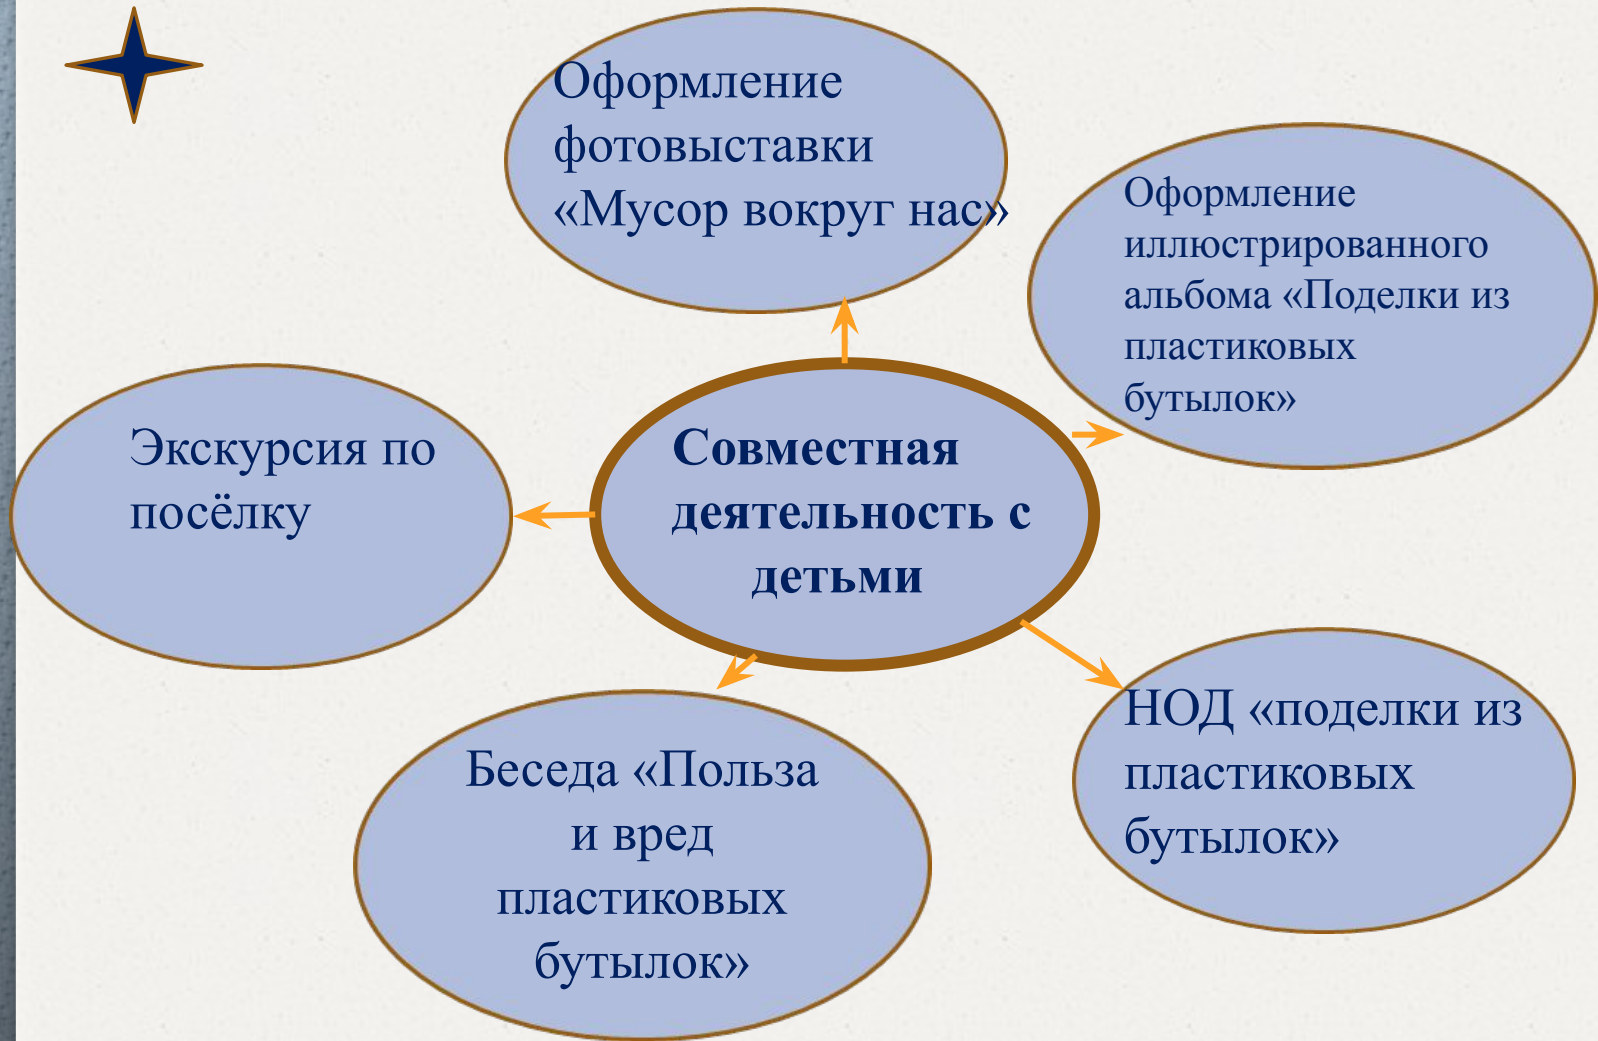 Оформление
фотовыставки
«Мусор вокруг нас»
Оформление
иллюстрированного
альбома «Поделки из
пластиковых
бутылок»
Экскурсия по
посёлку
Совместная
деятельность с
детьми
НОД «поделки из
пластиковых
бутылок»
Беседа «Польза
и вред
пластиковых
бутылок»